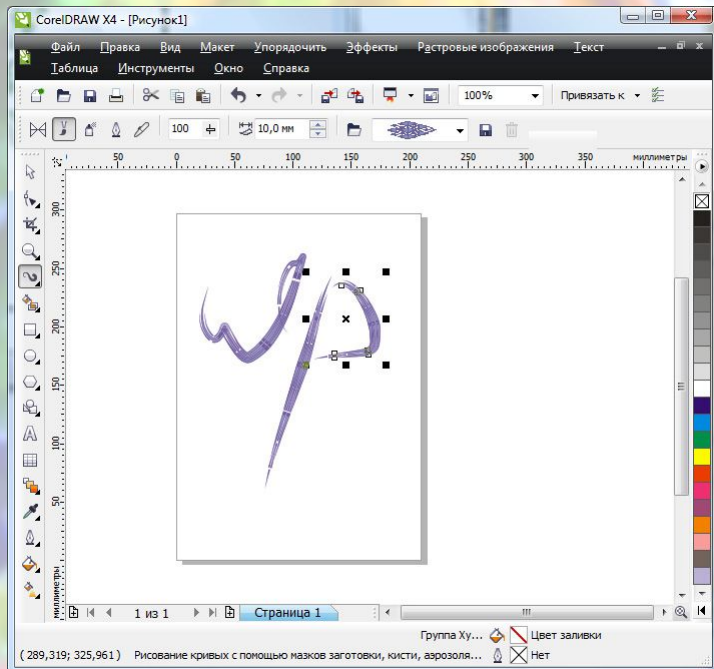 CorelDRAW X4 - [Рисунок1]
Файл Правка Вид Макет Упорядочить Эффекты Растровые изображения Текст
Таблица Инструменты Окно Справка
100% Привязать к
100 10,0 мм
50 0 50 100 150 200 250 300 350 миллиметры
300
250
200
150
100
50
миллиметры
1 из 1 Страница 1
Группа Ху... Цвет заливки
( 289,319; 325,961 ) Рисование кривых с помощью мазков заготовки, кисти, аэрозоля... Нет